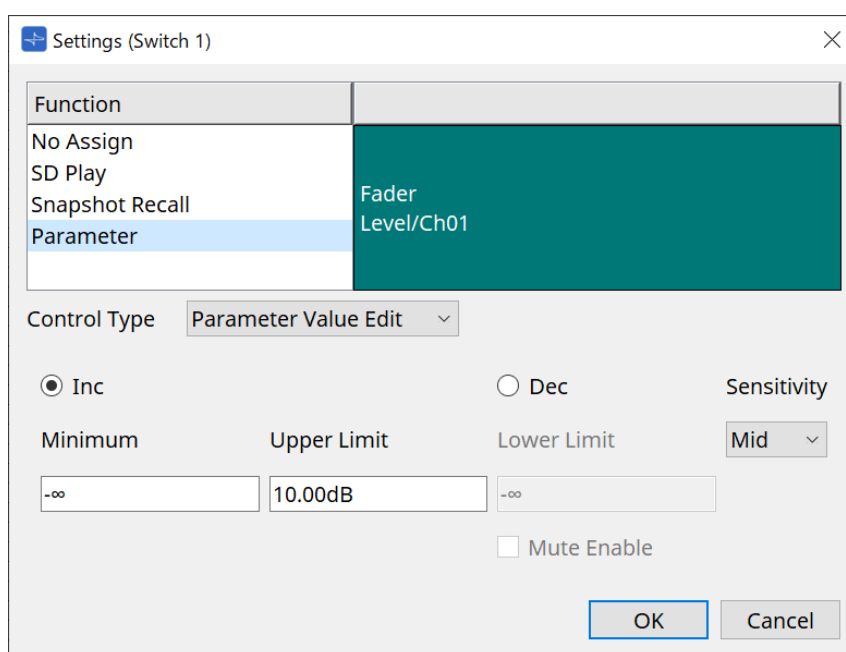 Settings (Switch 1)
Function
No Assign
SD Play
Snapshot Recall
Parameter
Fader
Level/Ch01
Control Type Parameter Value Edit
Inc Dec Sensitivity
Minimum Upper Limit Lower Limit Mid
-∞ 10.00dB -∞
Mute Enable
OK Cancel